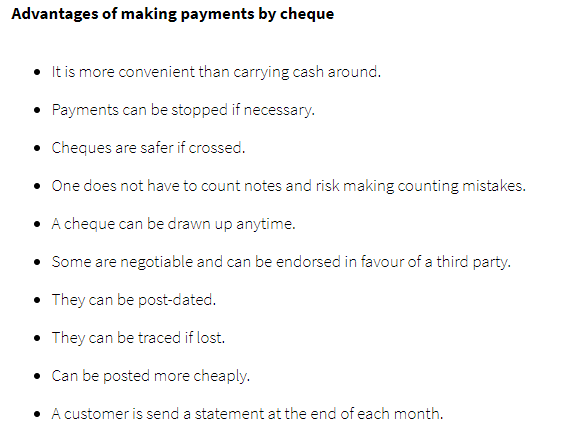 Advantages of making payments by cheque
• It is more convenient than carrying cash around.
• Payments can be stopped if necessary.
• Cheques are safer if crossed.
• One does not have to count notes and risk making counting mistakes.
• A cheque can be drawn up anytime.
• Some are negotiable and can be endorsed in favour of a third party.
• They can be post-dated.
• They can be traced if lost.
• Can be posted more cheaply.
• A customer is send a statement at the end of each month.